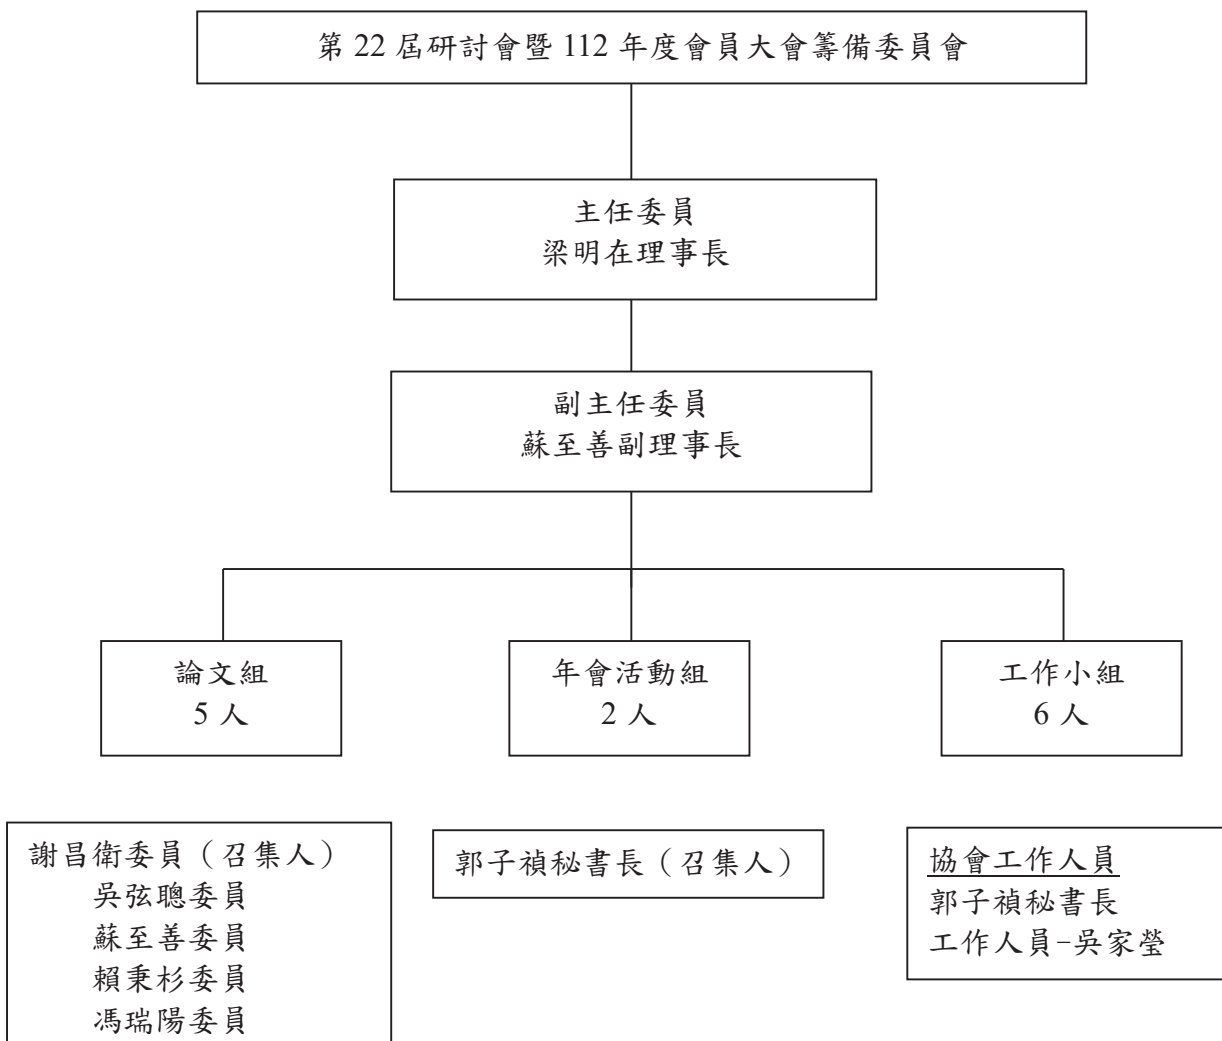 第 22 屆研討會暨 112 年度會員大會籌備委員會
主任委員
梁明在理事長
副主任委員
蘇至善副理事長
論文組
5 人
年會活動組
2 人
工作小組
6 人
謝昌衛委員（召集人）
吳弦聰委員
蘇至善委員
賴秉杉委員
馮瑞陽委員
郭子禎秘書長（召集人）
協會工作人員
郭子禎秘書長
工作人員-吳家瑩